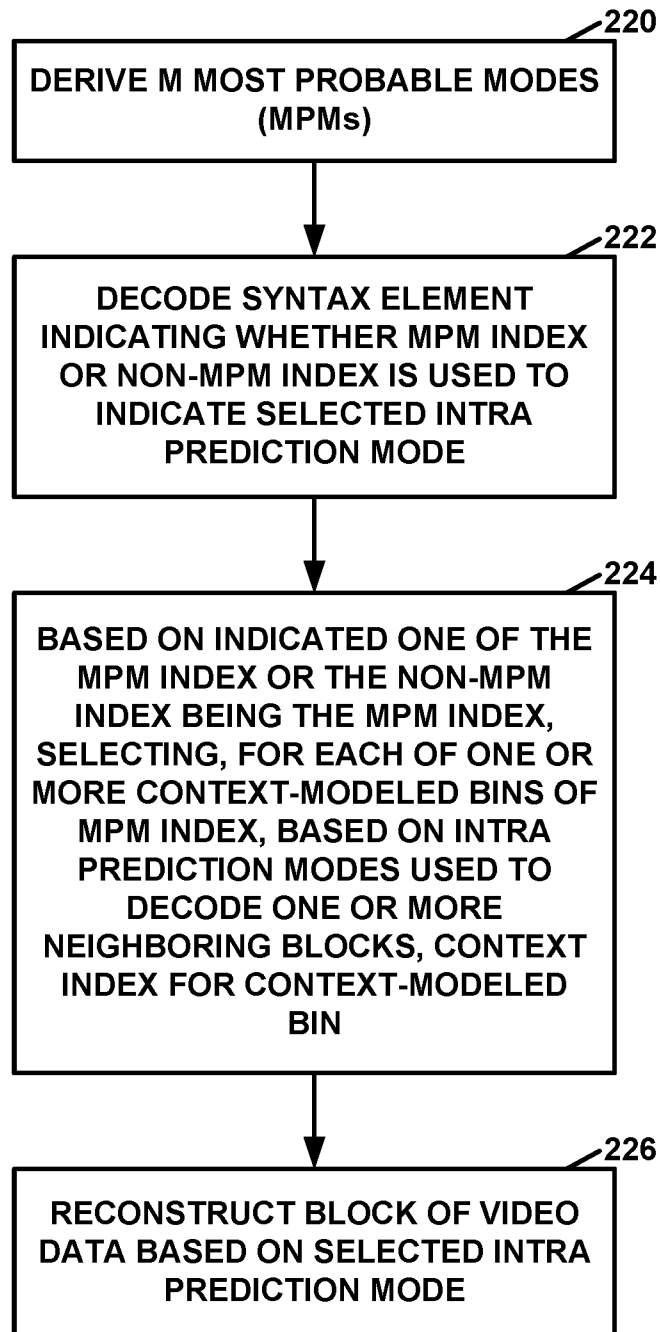 220
DERIVE M MOST PROBABLE MODES
(MPMs)
222
DECODE SYNTAX ELEMENT
INDICATING WHETHER MPM INDEX
OR NON-MPM INDEX IS USED TO
INDICATE SELECTED INTRA
PREDICTION MODE
224
BASED ON INDICATED ONE OF THE
MPM INDEX OR THE NON-MPM
INDEX BEING THE MPM INDEX,
SELECTING, FOR EACH OF ONE OR
MORE CONTEXT-MODELED BINS OF
MPM INDEX, BASED ON INTRA
PREDICTION MODES USED TO
DECODE ONE OR MORE
NEIGHBORING BLOCKS, CONTEXT
INDEX FOR CONTEXT-MODELED
BIN
226
RECONSTRUCT BLOCK OF VIDEO
DATA BASED ON SELECTED INTRA
PREDICTION MODE